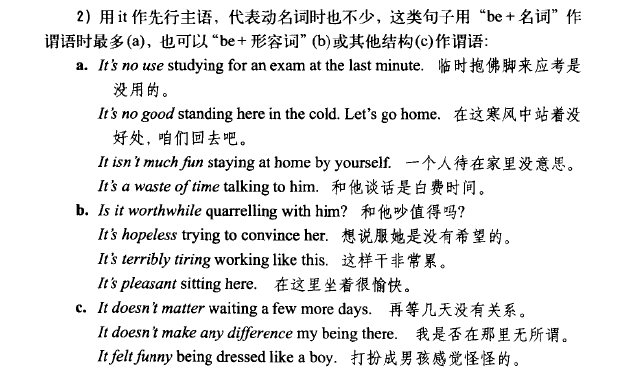 2）用 it 作先行主语，代表动名词时也不少，这类句子用 “be + 名词” 作
谓语时最多(a)，也可以 “be + 形容词” (b)或其他结构(c)作谓语：
a. It's no use studying for an exam at the last minute. 临时抱佛脚来应考是
没用的。
It's no good standing here in the cold. Let's go home. 在这寒风中站着没
好处，咱们回去吧。
It isn't much fun staying at home by yourself. 一个人待在家里没意思。
It's a waste of time talking to him. 和他谈话是白费时间。
b. Is it worthwhile quarrelling with him? 和他吵值得吗？
It's hopeless trying to convince her. 想说服她是没有希望的。
It's terribly tiring working like this. 这样干非常累。
It's pleasant sitting here. 在这里坐着很愉快。
c. It doesn't matter waiting a few more days. 再等几天没有关系。
It doesn't make any difference my being there. 我是否在那里无所谓。
It felt funny being dressed like a boy. 打扮成男孩感觉怪怪的。